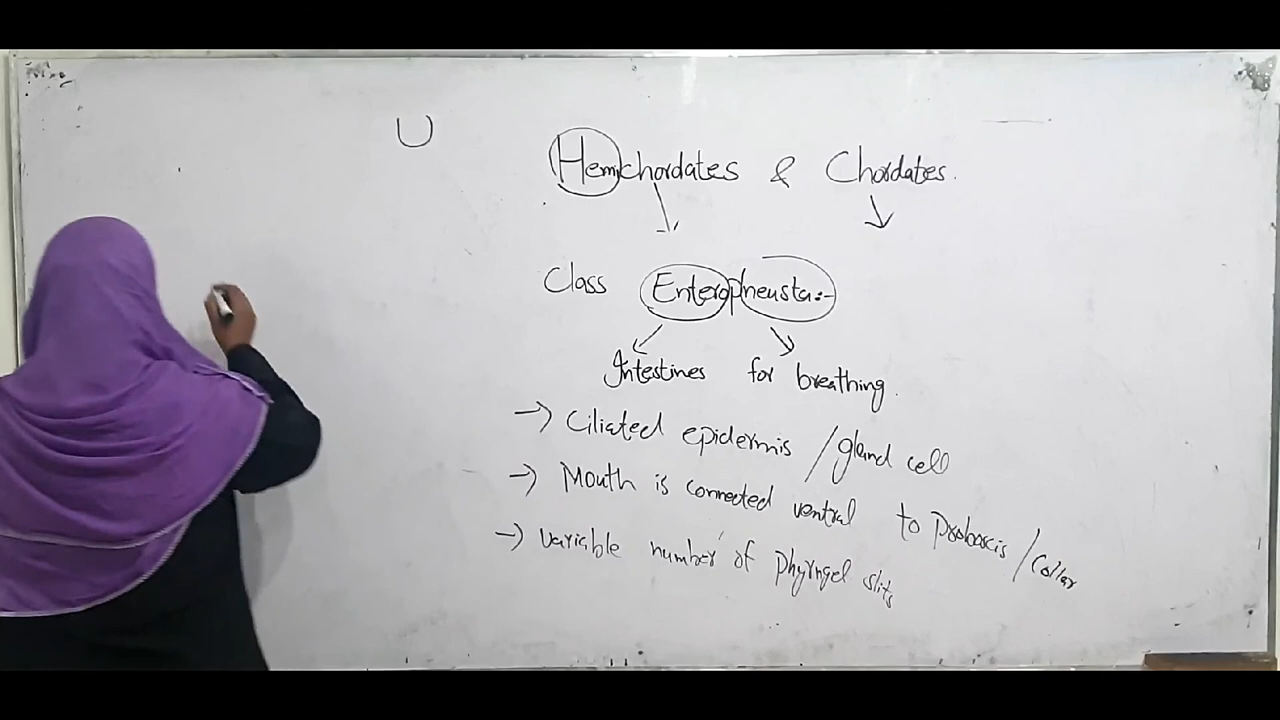 U
Hemichordates & Chordates.
Class Enteropneusta:-
Intestines for breathing.
-> Ciliated epidermis / gland cell
-> Mouth is connected ventral to Proboscis / Collar
-> Variable number of Phyrngel slits